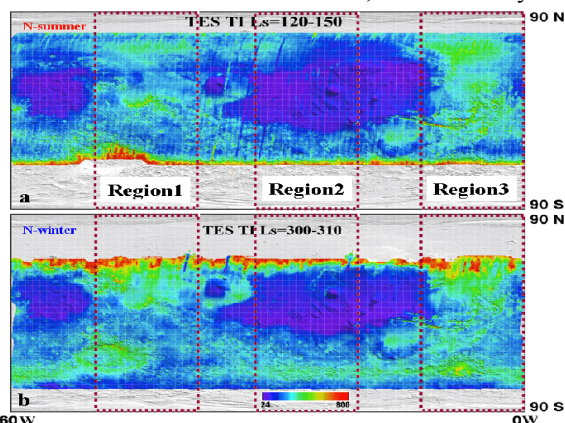 N-summer
TES TI Ls=120-150
90 N
Region1
Region2
Region3
a
90 S
N-winter
TES TI Ls=300-310
90 N
24
800
b
90 S
60W
0W